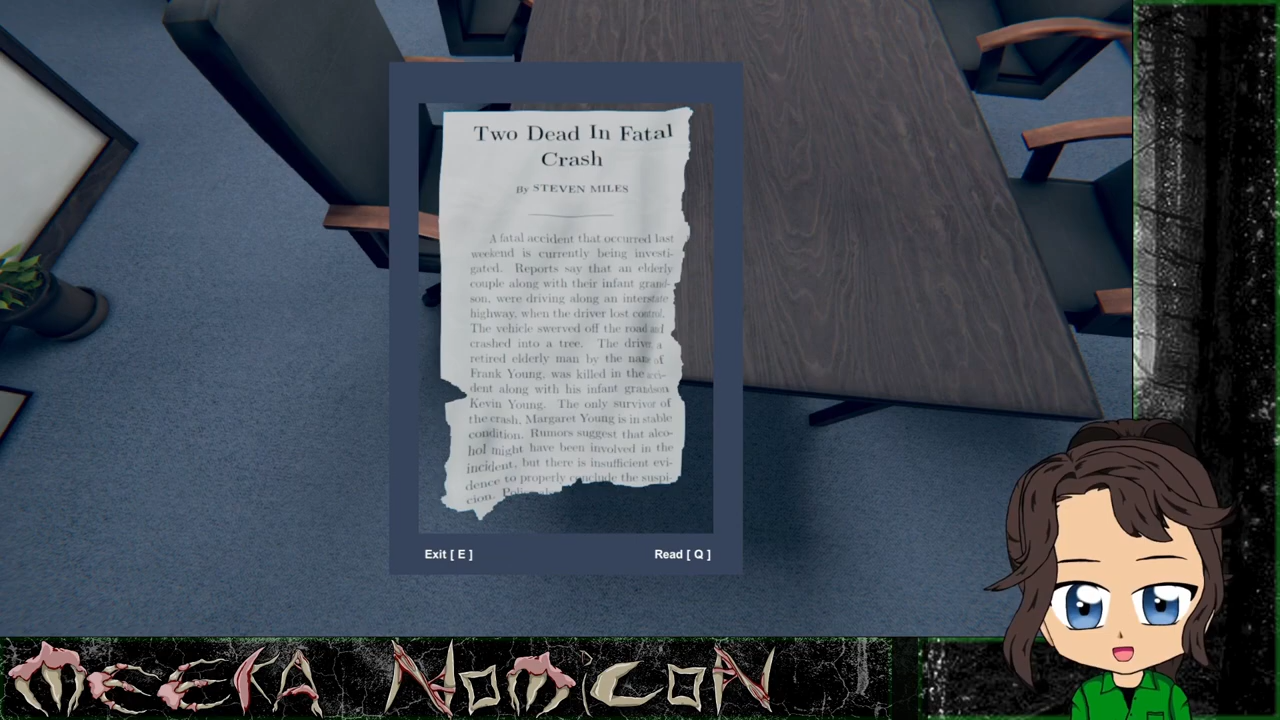 Two Dead In Fatal
Crash
By STEVEN MILES
A fatal accident that occurred last
weekend is currently being investi-
gated. Reports say that an elderly
couple along with their infant grand-
son, were driving along an interstate
highway, when the driver lost control.
The vehicle swerved off the road and
crashed into a tree. The drive a
retired elderly man by the nam of
Frank Young, was killed in the acci-
dent along with his infant grandson
Kevin Young. The only survivor of
the crash, Margaret Young is in stable
condition. Rumors suggest that alco-
hol might have been involved in the
incident, but there is insufficient evi-
dence to properly conclude the suspi-
cion.
Exit [ E ]
Read [ Q ]
MEEKA NOMICON